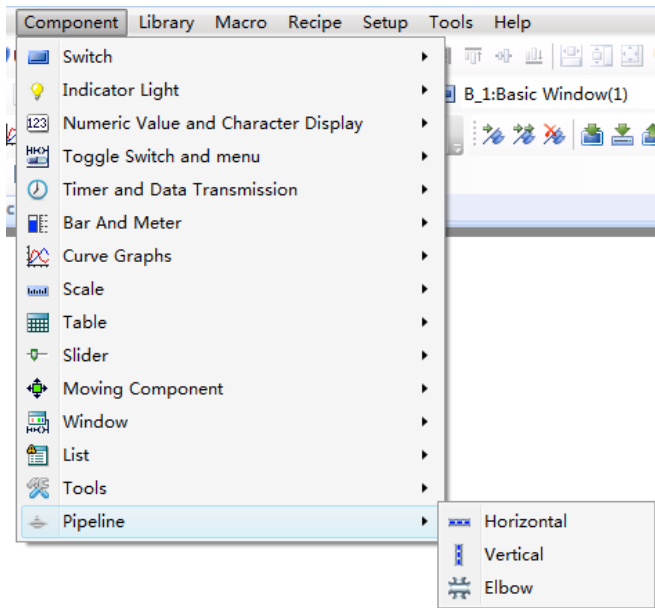 Component Library Macro Recipe Setup Tools Help
Switch
Indicator Light
B_1:Basic Window(1)
123 Numeric Value and Character Display
Toggle Switch and menu
Timer and Data Transmission
Bar And Meter
Curve Graphs
Scale
Table
Slider
Moving Component
Window
List
Tools
Pipeline
Horizontal
Vertical
Elbow